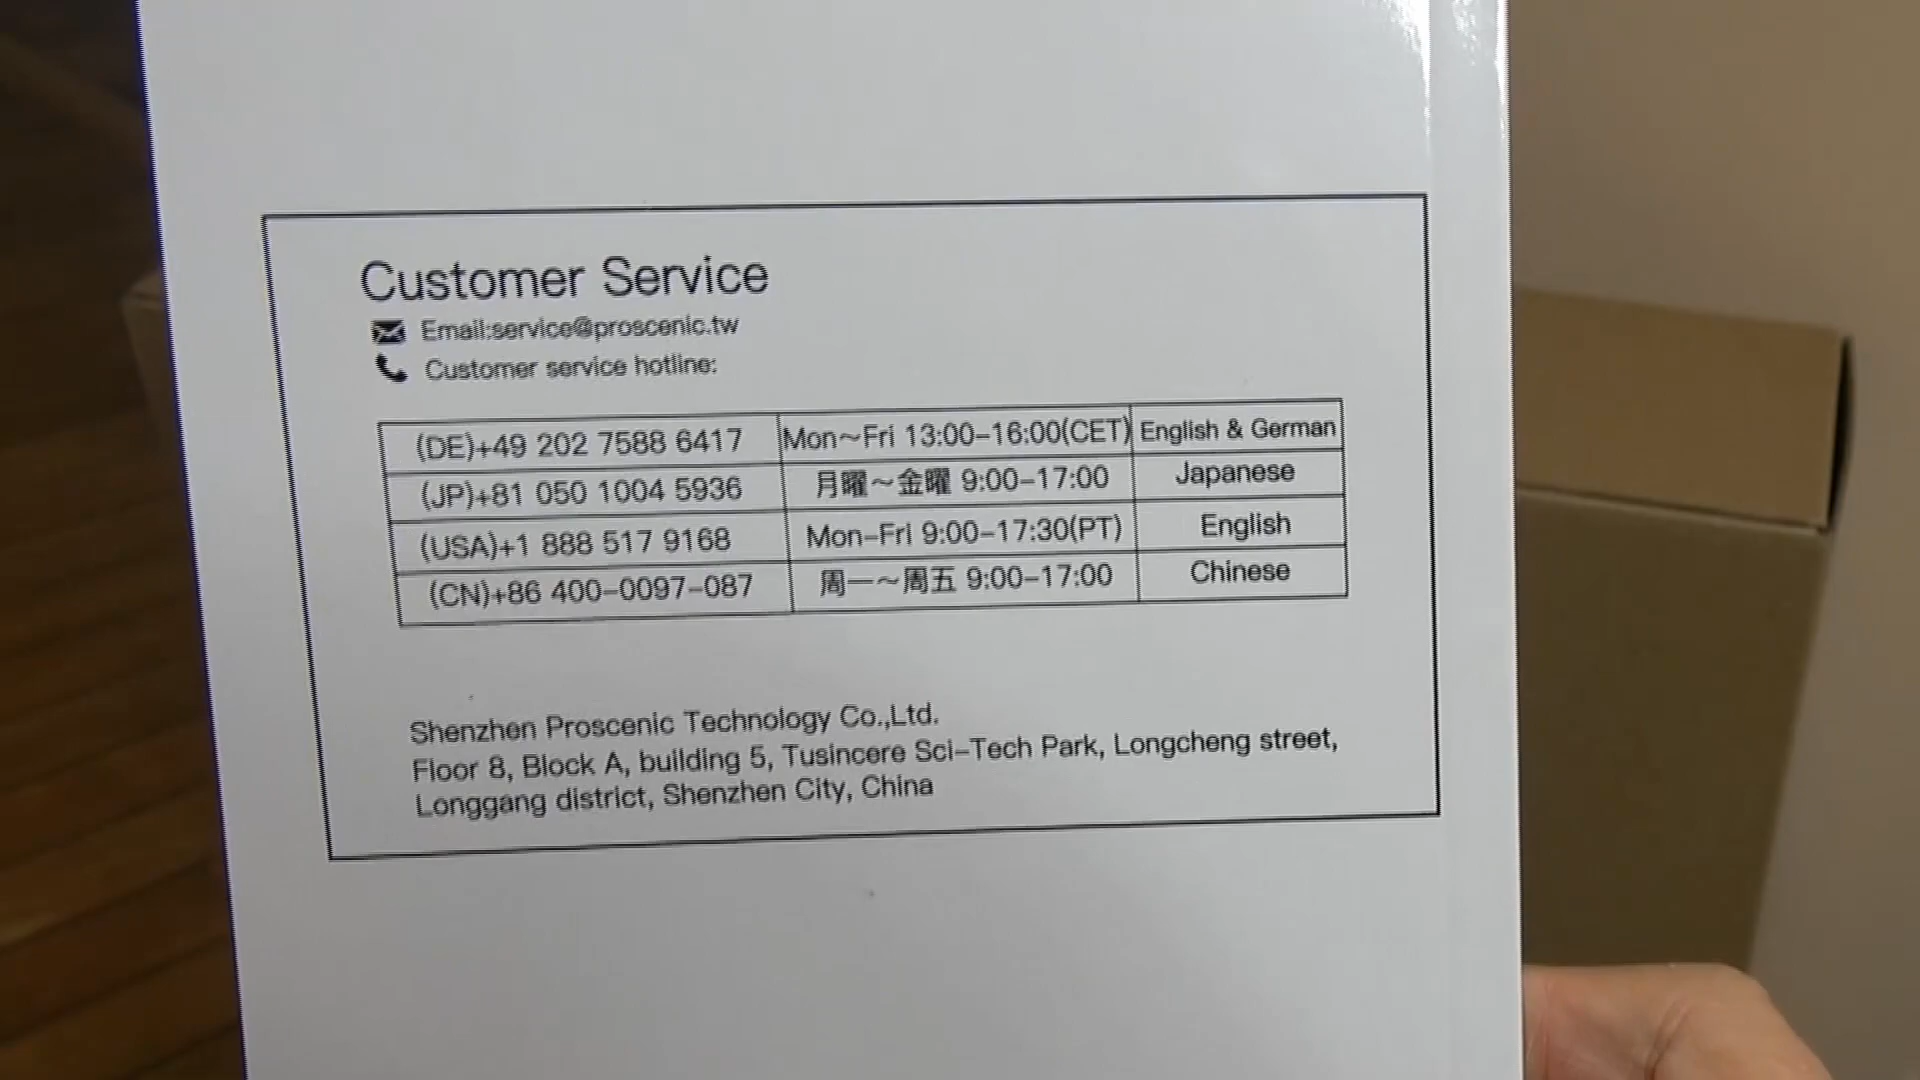 Customer Service
Email:service@proscenic.tw
Customer service hotline:
(DE)+49 202 7588 6417 Mon~Fri 13:00-16:00(CET) English & German
(JP)+81 050 1004 5936 月曜~金曜 9:00-17:00 Japanese
(USA)+1 888 517 9168 Mon-Fri 9:00-17:30(PT) English
(CN)+86 400-0097-087 周一~周五 9:00-17:00 Chinese
Shenzhen Proscenic Technology Co.,Ltd.
Floor 8, Block A, building 5, Tusincere Sci-Tech Park, Longcheng street,
Longgang district, Shenzhen City, China